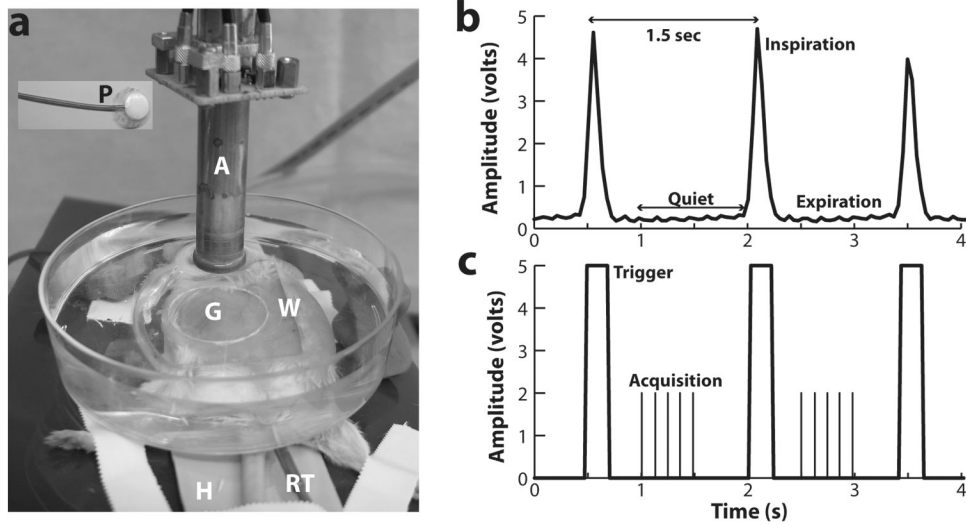 a
P
A
G
W
H
RT
b
Amplitude (volts)
5
4
3
2
1
0
1.5 sec
Inspiration
Quiet
Expiration
0
1
2
3
4
c
Amplitude (volts)
5
4
3
2
1
0
Trigger
Acquisition
0
1
2
3
4
Time (s)